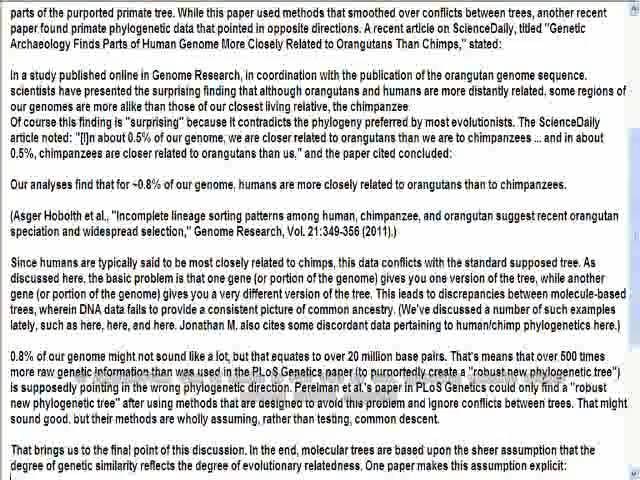 parts of the purported primate tree. While this paper used methods that smoothed over conflicts between trees, another recent
paper found primate phylogenetic data that pointed in opposite directions. A recent article on ScienceDaily, titled "Genetic
Archaeology Finds Parts of Human Genome More Closely Related to Orangutans Than Chimps," stated:
In a study published online in Genome Research, in coordination with the publication of the orangutan genome sequence,
scientists have presented the surprising finding that although orangutans and humans are more distantly related, some regions of
our genomes are more alike than those of our closest living relative, the chimpanzee
Of course this finding is "surprising" because it contradicts the phylogeny preferred by most evolutionists. The ScienceDaily
article noted: "[I]n about 0.5% of our genome, we are closer related to orangutans than we are to chimpanzees ... and in about
0.5%, chimpanzees are closer related to orangutans than us," and the paper cited concluded:
Our analyses find that for ~0.8% of our genome, humans are more closely related to orangutans than to chimpanzees.
(Asger Hobolth et al., "Incomplete lineage sorting patterns among human, chimpanzee, and orangutan suggest recent orangutan
speciation and widespread selection," Genome Research, Vol. 21:349-356 (2011).)
Since humans are typically said to be most closely related to chimps, this data conflicts with the standard supposed tree. As
discussed here, the basic problem is that one gene (or portion of the genome) gives you one version of the tree, while another
gene (or portion of the genome) gives you a very different version of the tree. This leads to discrepancies between molecule-based
trees, wherein DNA data fails to provide a consistent picture of common ancestry. (We've discussed a number of such examples
lately, such as here, here, and here. Jonathan M. also cites some discordant data pertaining to human/chimp phylogenetics here.)
0.8% of our genome might not sound like a lot, but that equates to over 20 million base pairs. That's means that over 500 times
more raw genetic information than was used in the PLoS Genetics paper (to purportedly create a "robust new phylogenetic tree")
is supposedly pointing in the wrong phylogenetic direction. Perelman et al.'s paper in PLoS Genetics could only find a "robust
new phylogenetic tree" after using methods that are designed to avoid this problem and ignore conflicts between trees. That might
sound good, but their methods are wholly assuming, rather than testing, common descent.
That brings us to the final point of this discussion. In the end, molecular trees are based upon the sheer assumption that the
degree of genetic similarity reflects the degree of evolutionary relatedness. One paper makes this assumption explicit: